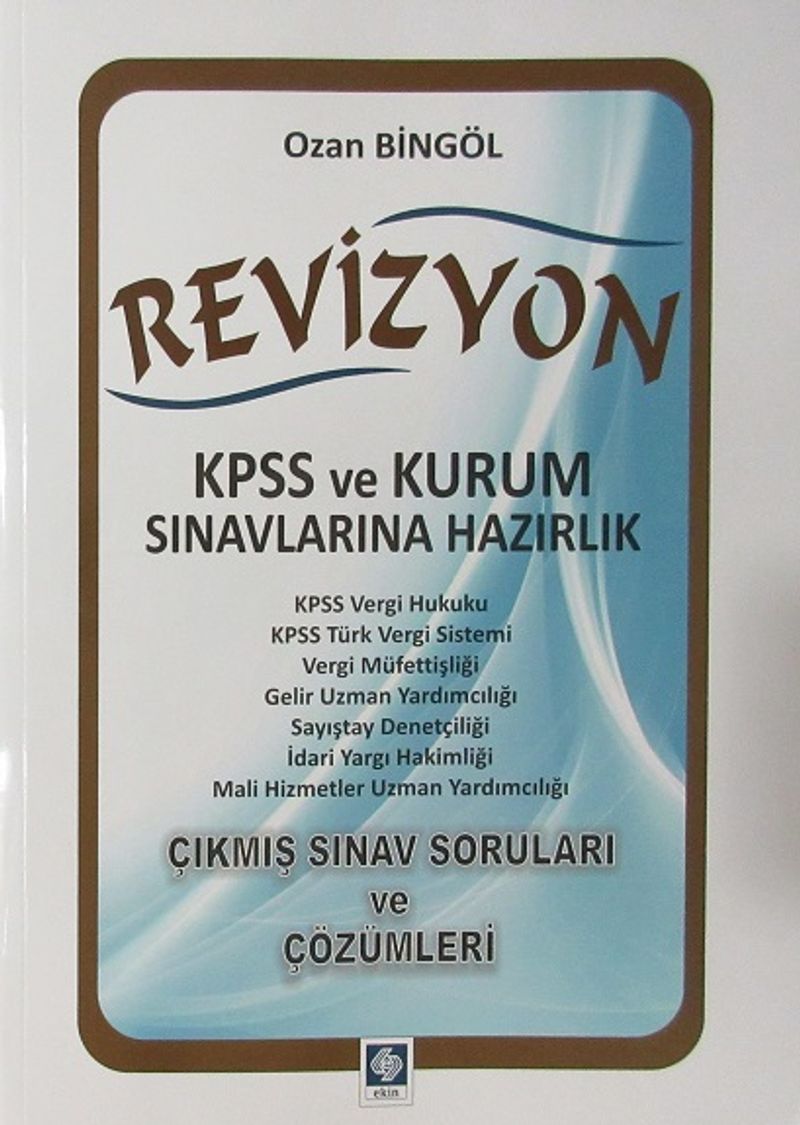 Ozan BİNGÖL
REVİZYON
KPSS ve KURUM
SINAVLARINA HAZIRLIK
KPSS Vergi Hukuku
KPSS Türk Vergi Sistemi
Vergi Müfettişliği
Gelir Uzman Yardımcılığı
Sayıştay Denetçiliği
İdari Yargı Hakimliği
Mali Hizmetler Uzman Yardımcılığı
ÇIKMIŞ SINAV SORULARI
ve
ÇÖZÜMLERİ
ekin